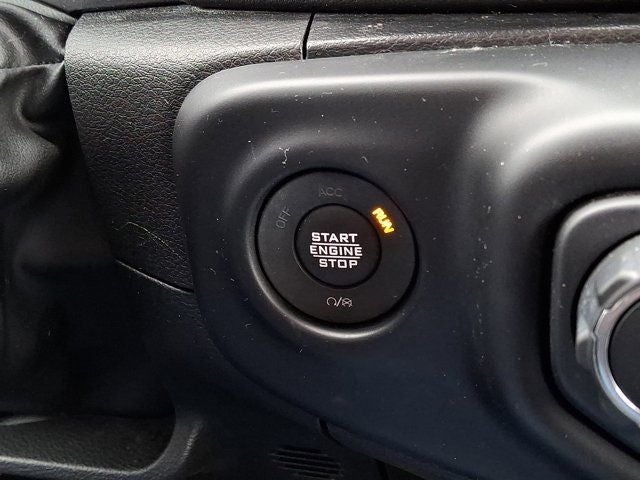 ACC
OFF
RUN
START
ENGINE
STOP